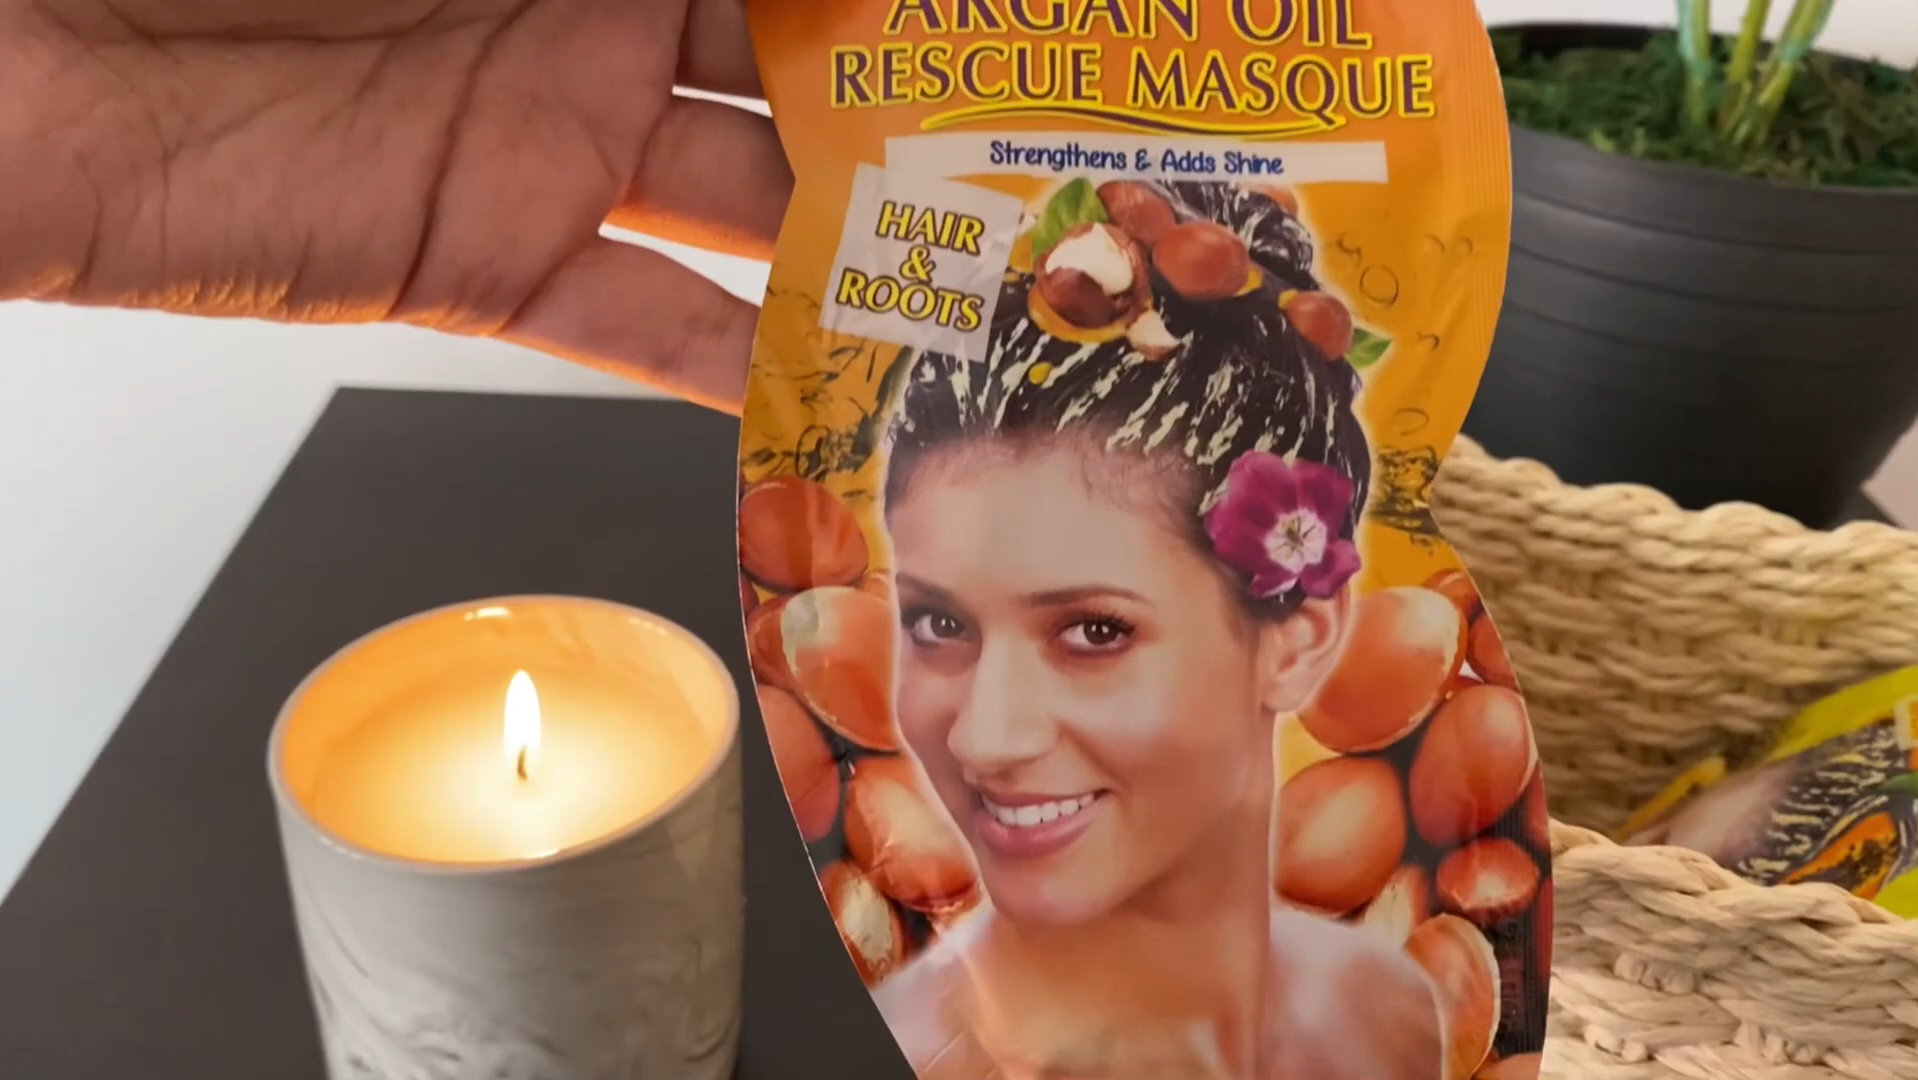 ARGAN OIL
RESCUE MASQUE
Strengthens & Adds Shine
HAIR
&
ROOTS